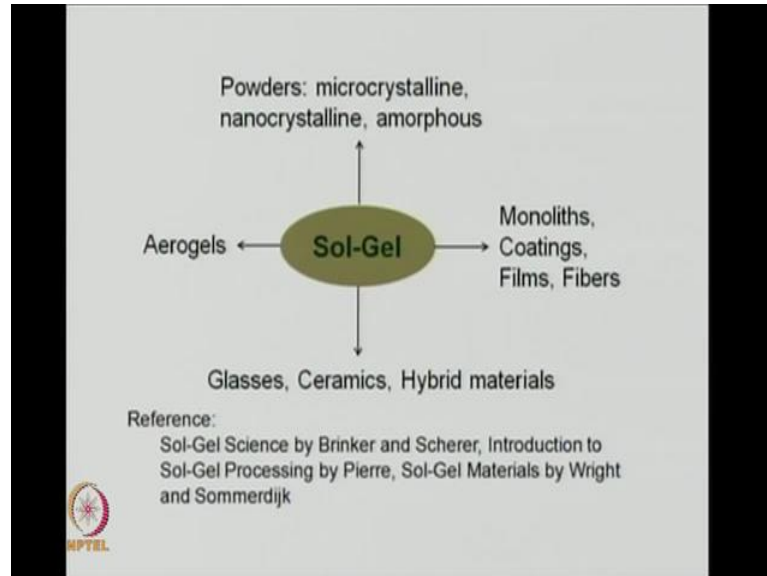 Powders: microcrystalline,
nanocrystalline, amorphous
Aerogels
Sol-Gel
Monoliths,
Coatings,
Films, Fibers
Glasses, Ceramics, Hybrid materials
Reference:
Sol-Gel Science by Brinker and Scherer, Introduction to
Sol-Gel Processing by Pierre, Sol-Gel Materials by Wright
and Sommerdijk
NPTEL